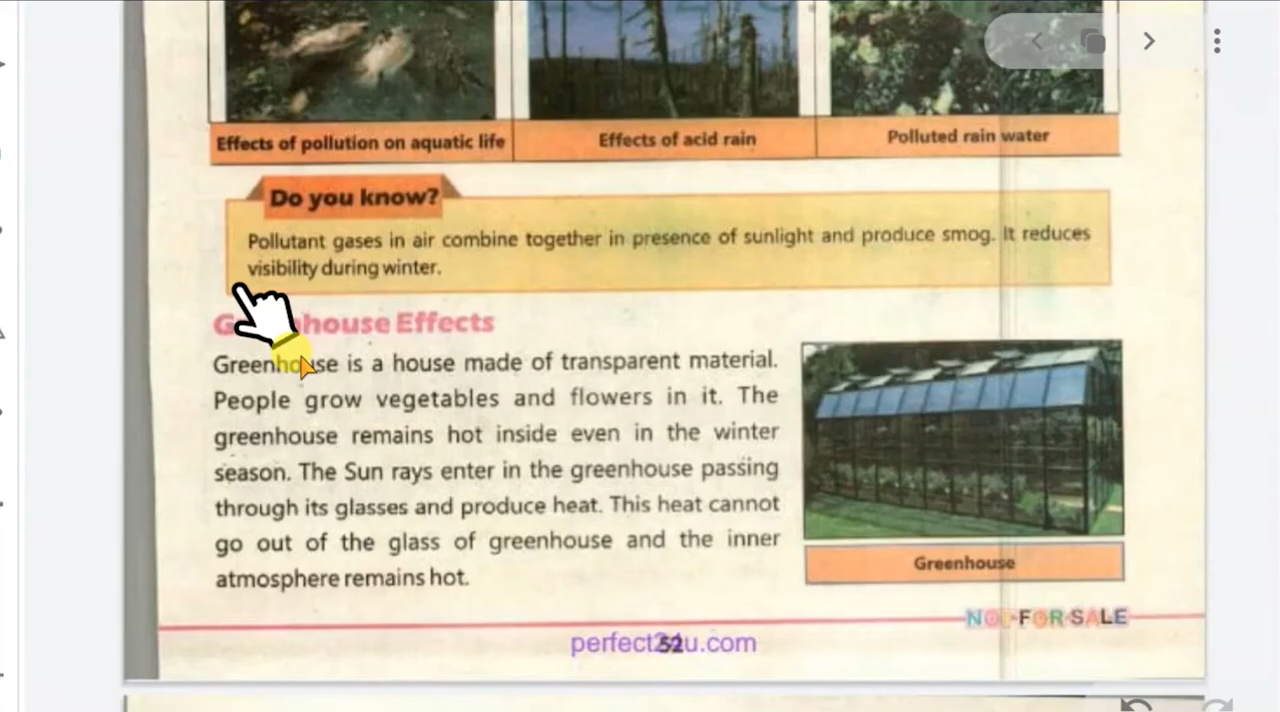 Effects of pollution on aquatic life
Effects of acid rain
Polluted rain water
Do you know?
Pollutant gases in air combine together in presence of sunlight and produce smog. It reduces
visibility during winter.
house Effects
Greenhouse is a house made of transparent material.
People grow vegetables and flowers in it. The
greenhouse remains hot inside even in the winter
season. The Sun rays enter in the greenhouse passing
through its glasses and produce heat. This heat cannot
go out of the glass of greenhouse and the inner
atmosphere remains hot.
Greenhouse
NOT FOR SALE
52
perfect24u.com